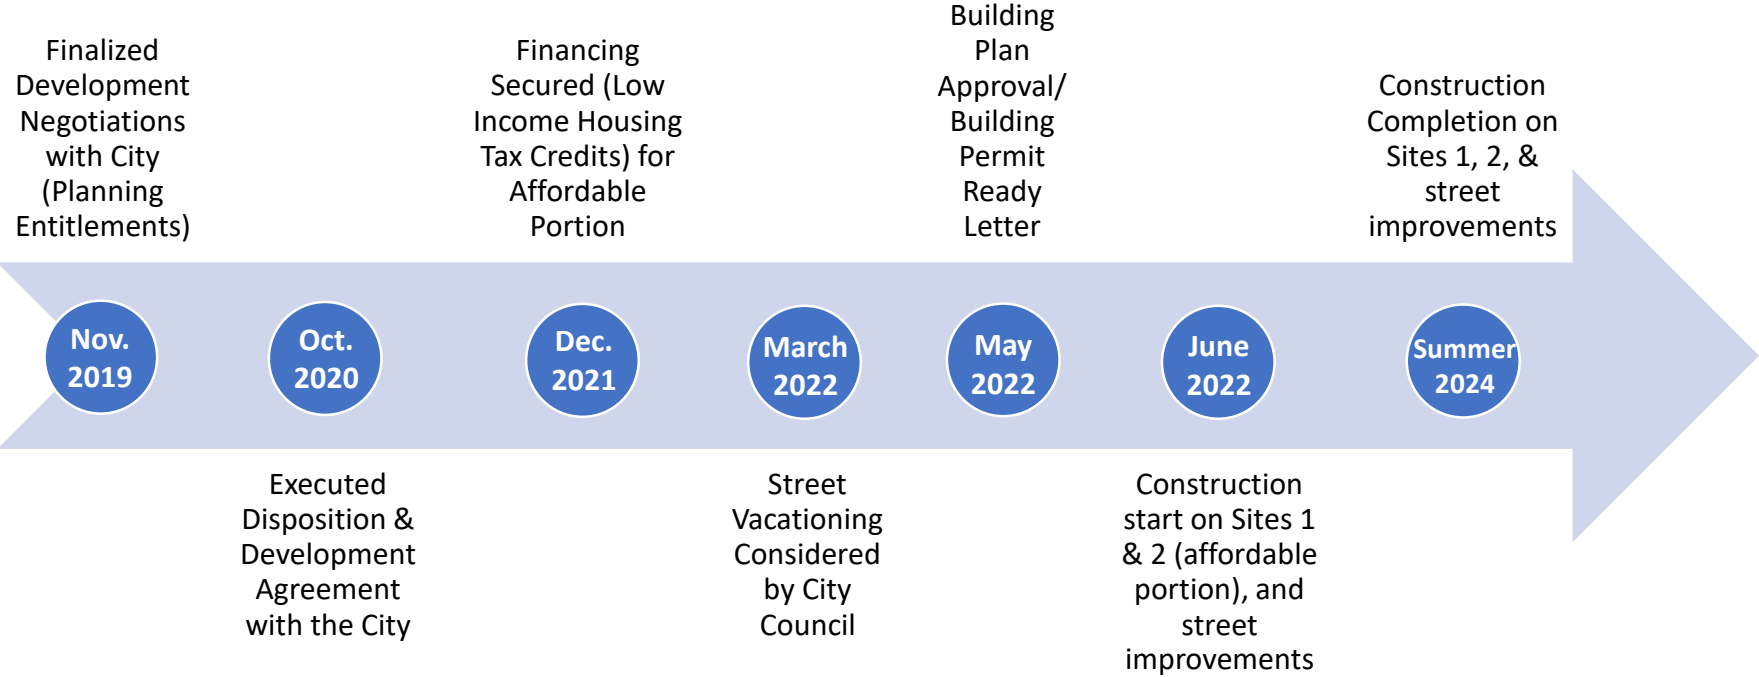 Finalized
Development
Negotiations
with City
(Planning
Entitlements)
Financing
Secured (Low
Income Housing
Tax Credits) for
Affordable
Portion
Building
Plan
Approval/
Building
Permit
Ready
Letter
Construction
Completion on
Sites 1, 2, &
street
improvements
Nov.
2019
Oct.
2020
Dec.
2021
March
2022
May
2022
June
2022
Summer
2024
Executed
Disposition &
Development
Agreement
with the City
Street
Vacationing
Considered
by City
Council
Construction
start on Sites 1
& 2 (affordable
portion), and
street
improvements